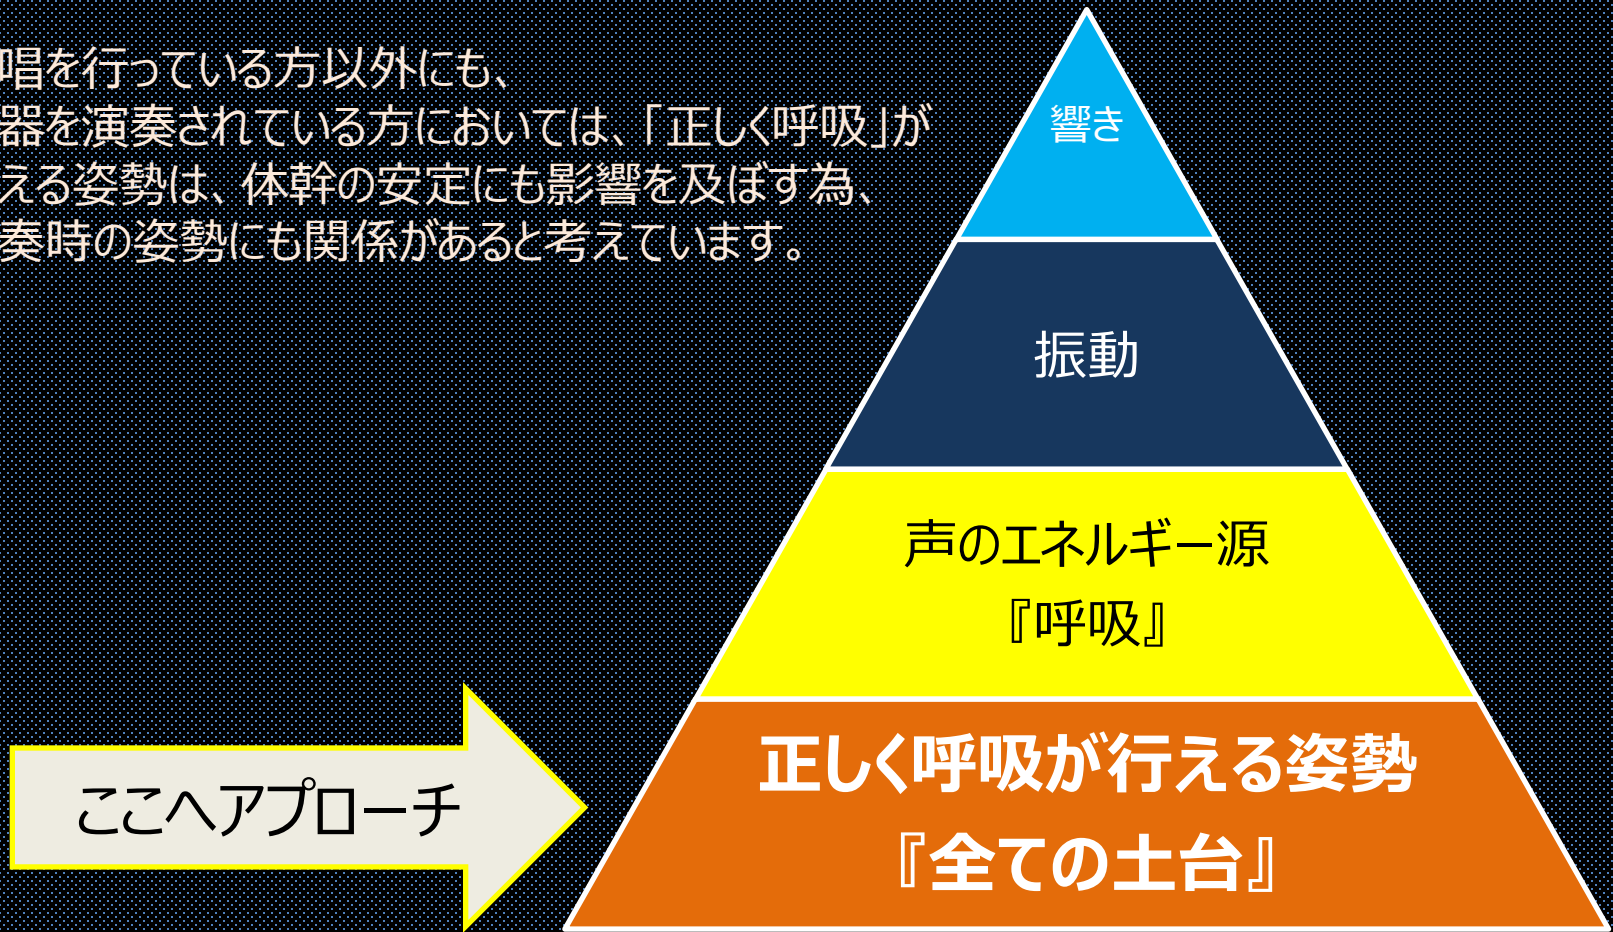 唱を行っている方以外にも、
器を演奏されている方においては、「正しく呼吸」が
える姿勢は、体幹の安定にも影響を及ぼす為、
奏時の姿勢にも関係があると考えています。
響き
振動
声のエネルギー源
『呼吸』
正しく呼吸が行える姿勢
『全ての土台』
ここへアプローチ